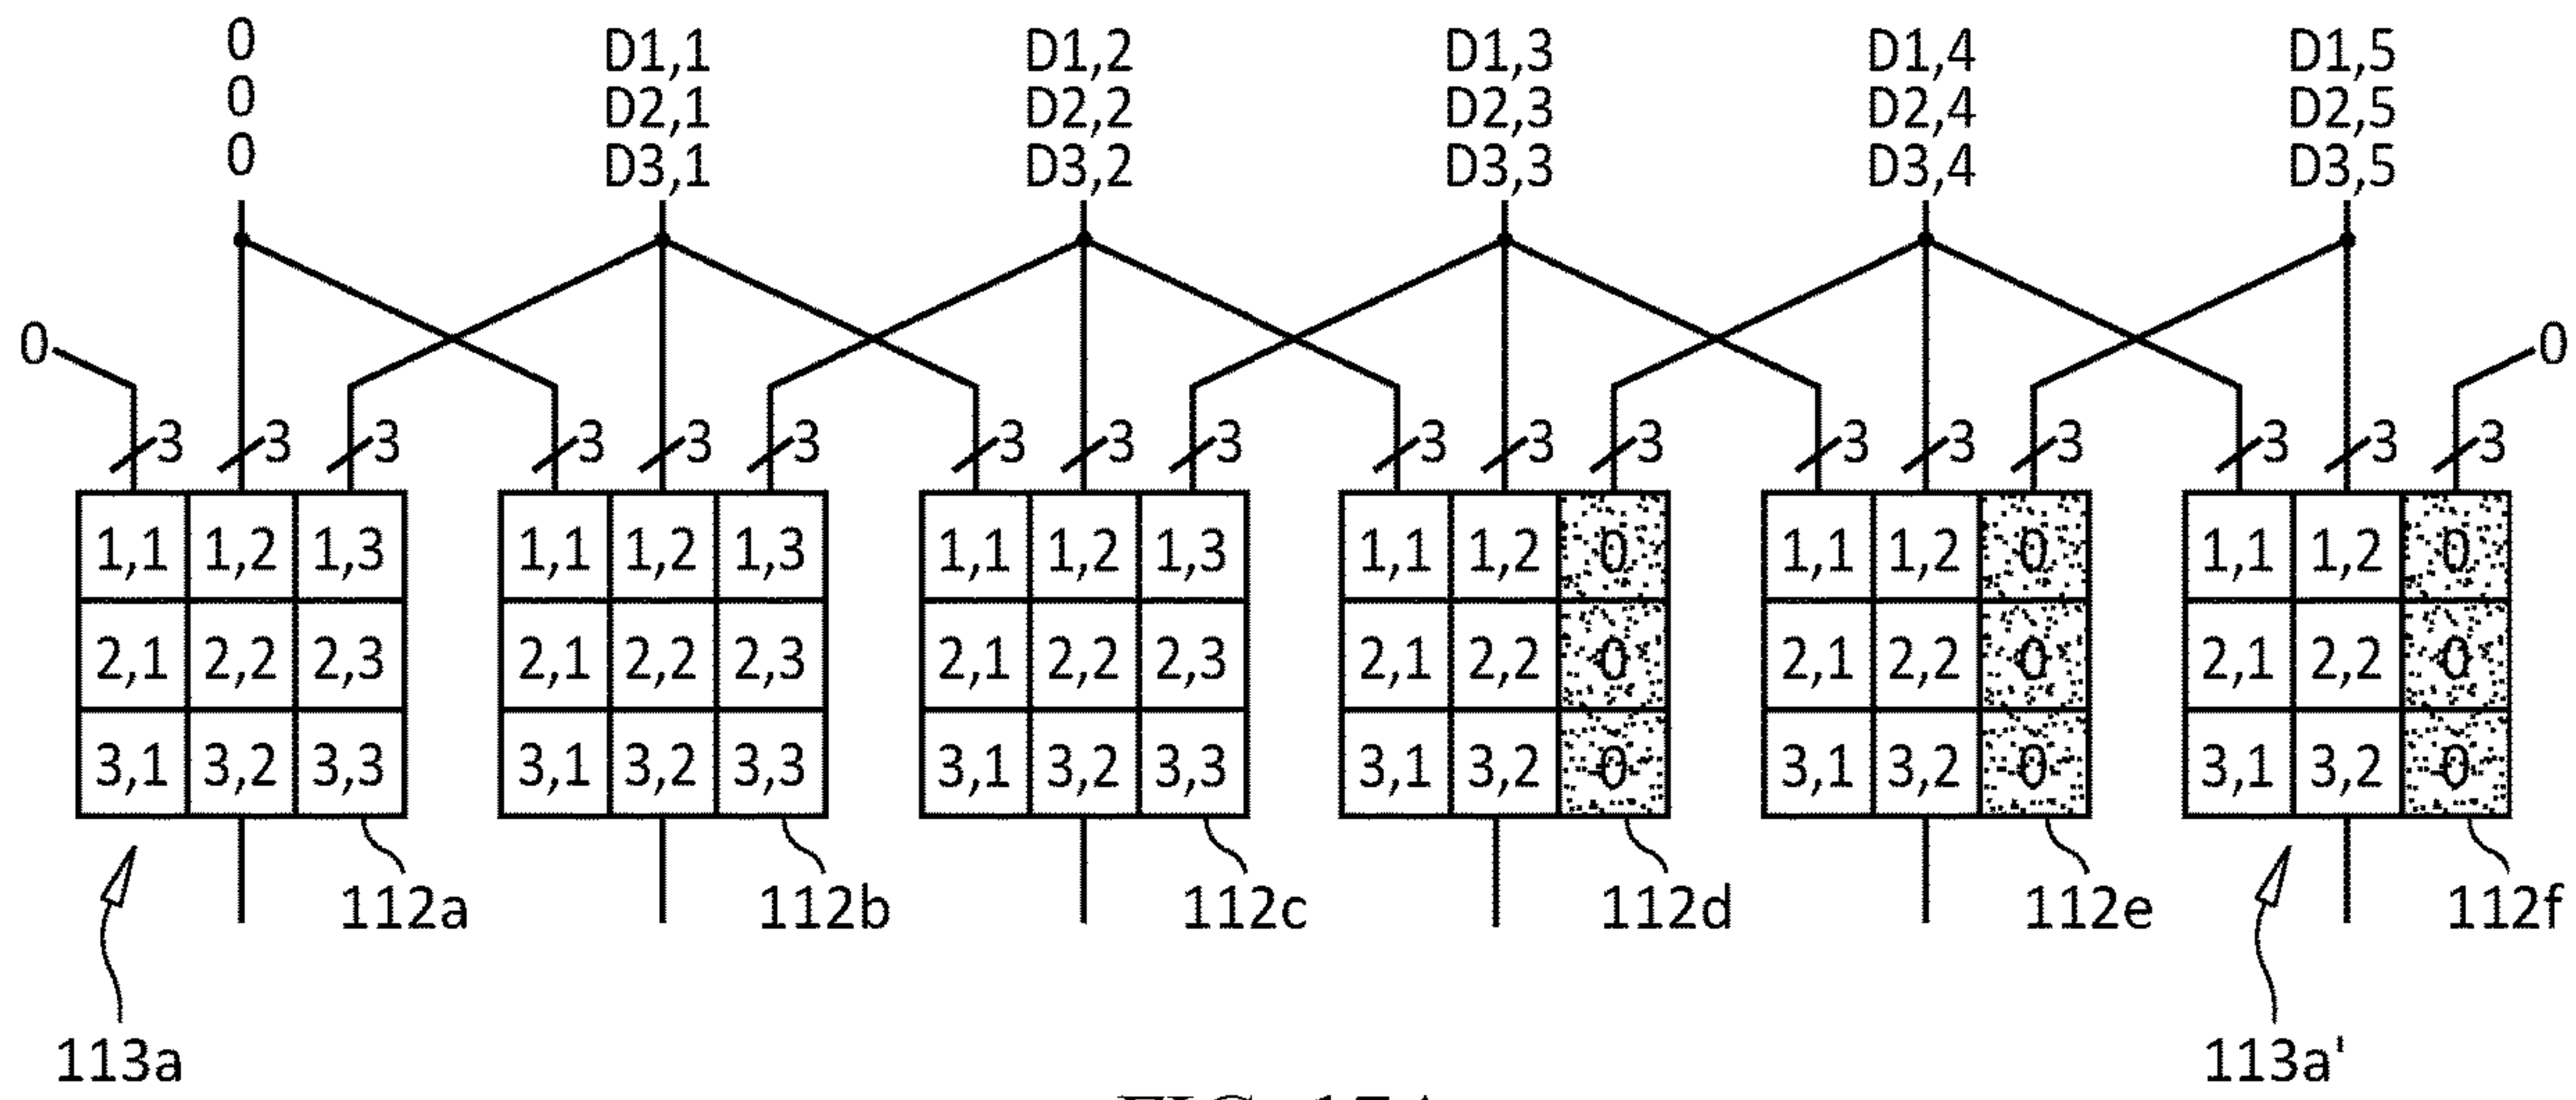 0 D1,1 D1,2 D1,3 D1,4 D1,5
0 D2,1 D2,2 D2,3 D2,4 D2,5
0 D3,1 D3,2 D3,3 D3,4 D3,5
0 0
3 3 3 3 3 3 3 3 3 3 3 3 3 3 3 3 3 3
1,1 1,2 1,3 1,1 1,2 1,3 1,1 1,2 1,3 1,1 1,2 0 1,1 1,2 0 1,1 1,2 0
2,1 2,2 2,3 2,1 2,2 2,3 2,1 2,2 2,3 2,1 2,2 0 2,1 2,2 0 2,1 2,2 0
3,1 3,2 3,3 3,1 3,2 3,3 3,1 3,2 3,3 3,1 3,2 0 3,1 3,2 0 3,1 3,2 0
112a 112b 112c 112d 112e 112f
113a 113a'